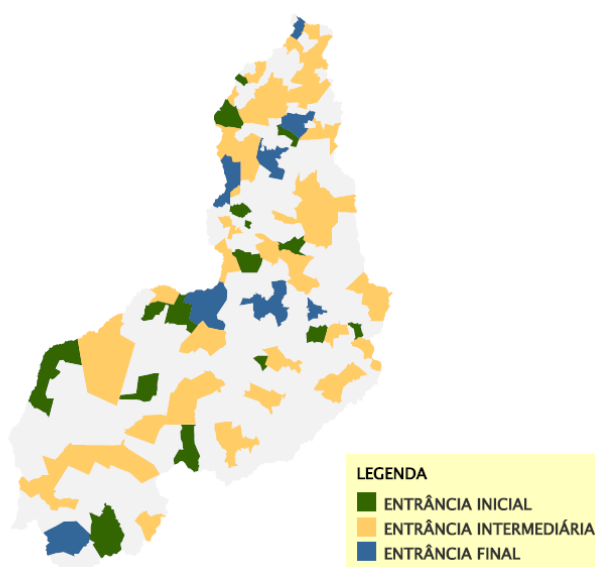 LEGENDA
ENTRÂNCIA INICIAL
ENTRÂNCIA INTERMEDIÁRIA
ENTRÂNCIA FINAL